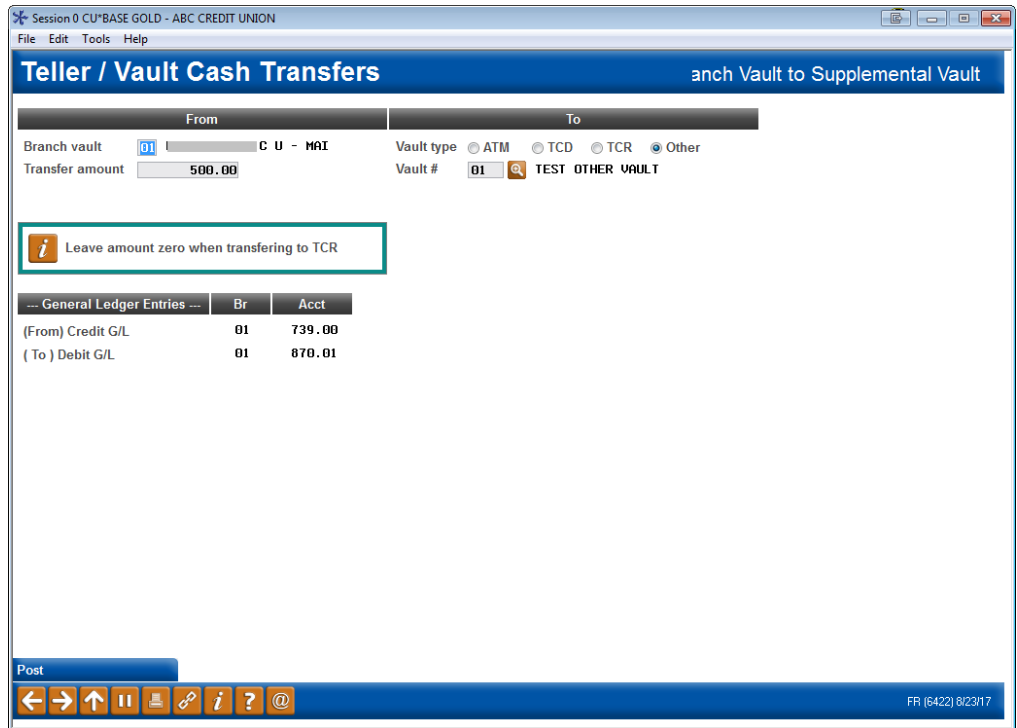 Session 0 CU*BASE GOLD - ABC CREDIT UNION
File Edit Tools Help
Teller / Vault Cash Transfers
anch Vault to Supplemental Vault
From
To
Branch vault 01 C U - MAI
Vault type ATM TCD TCR Other
Transfer amount 500.00
Vault # 01 TEST OTHER VAULT
i Leave amount zero when transfering to TCR
--- General Ledger Entries --- Br Acct
(From) Credit G/L 01 739.00
( To ) Debit G/L 01 870.01
Post
i ? @
FR (6422) 8/23/17